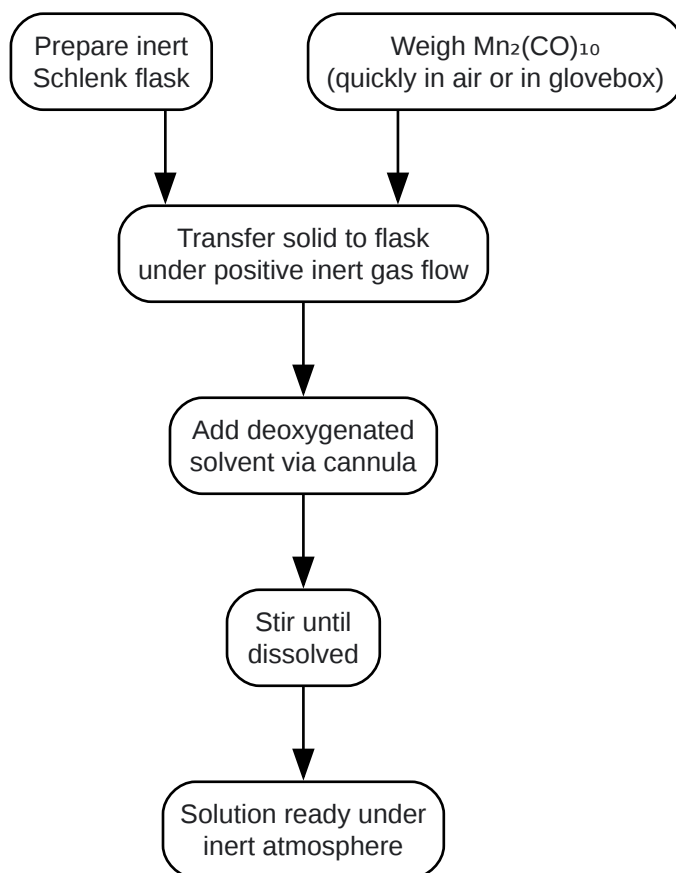 Prepare inert
Schlenk flask
Weigh Mn₂(CO)₁₀
(quickly in air or in glovebox)
Transfer solid to flask
under positive inert gas flow
Add deoxygenated
solvent via cannula
Stir until
dissolved
Solution ready under
inert atmosphere